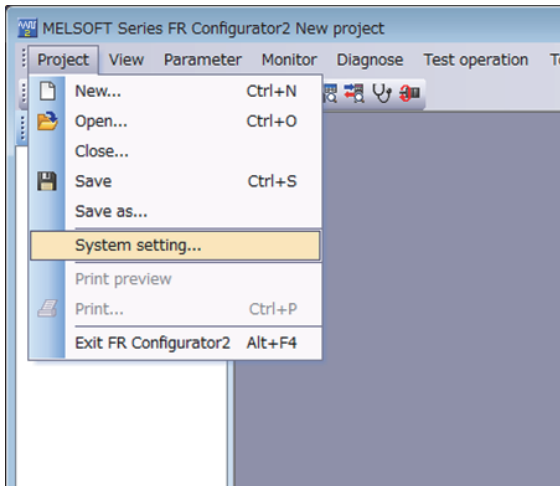 MELSOFT Series FR Configurator2 New project
Project View Parameter Monitor Diagnose Test operation
New... Ctrl+N
Open... Ctrl+O
Close...
Save Ctrl+S
Save as...
System setting...
Print preview
Print... Ctrl+P
Exit FR Configurator2 Alt+F4